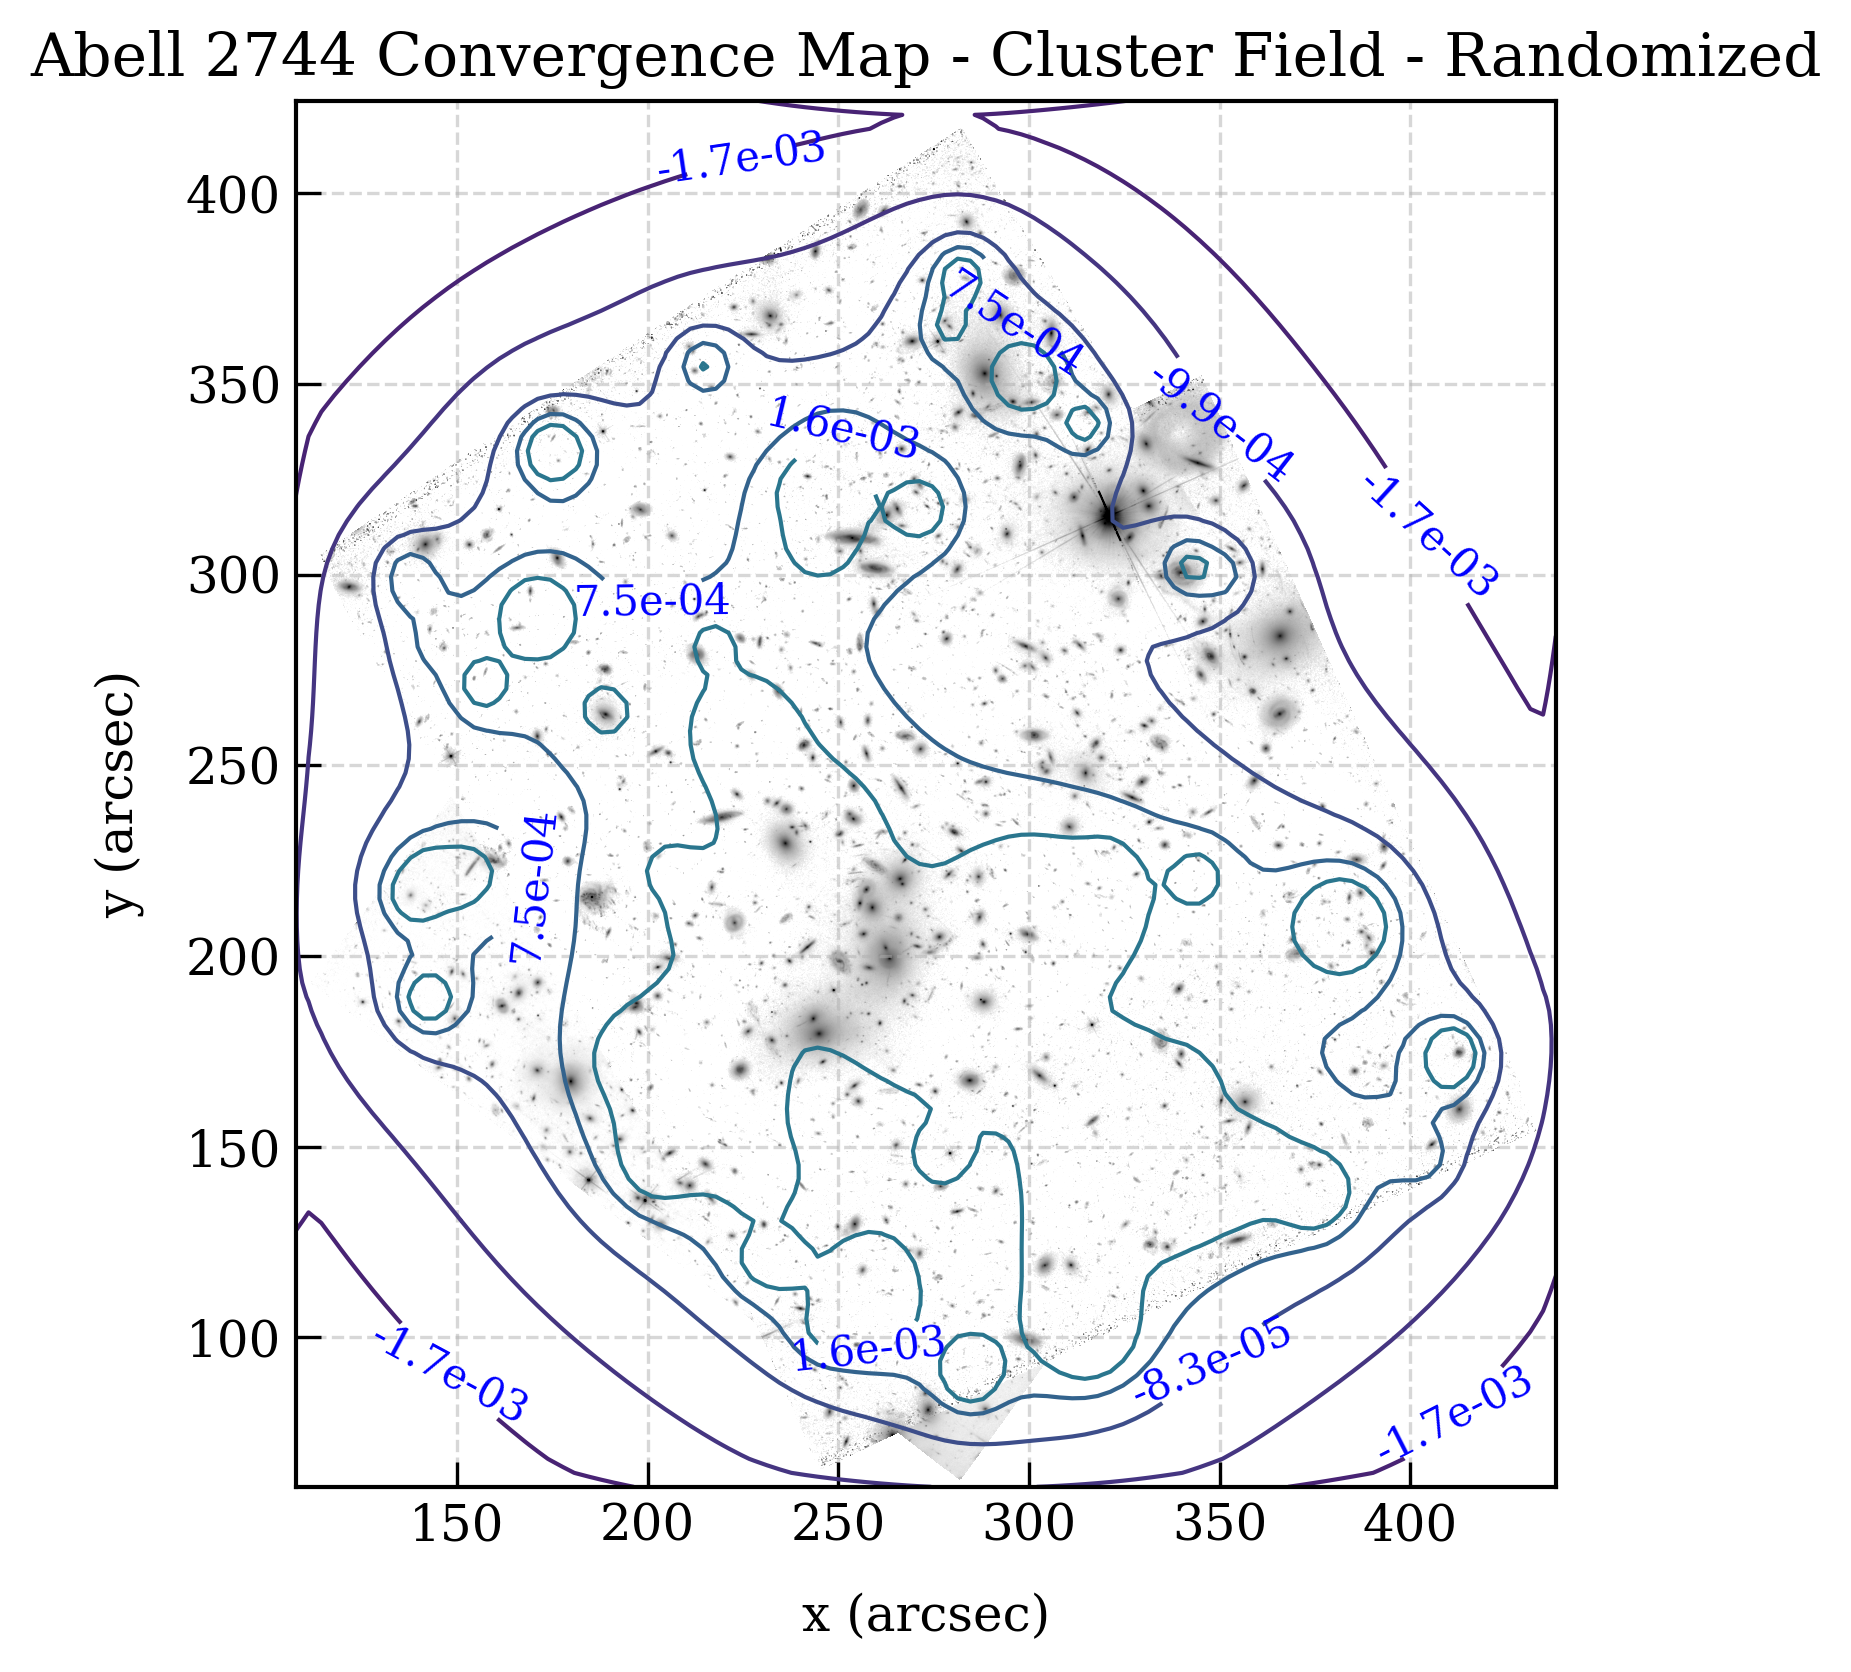 Abell 2744 Convergence Map - Cluster Field - Randomized
-1.7e-03
400
7.5e-04
350
-9.9e-04
1.6e-03
-1.7e-03
300
7.5e-04
250
7.5e-04
y (arcsec)
200
150
100
-1.7e-03
1.6e-03
-8.3e-05
-1.7e-03
150 200 250 300 350 400
x (arcsec)